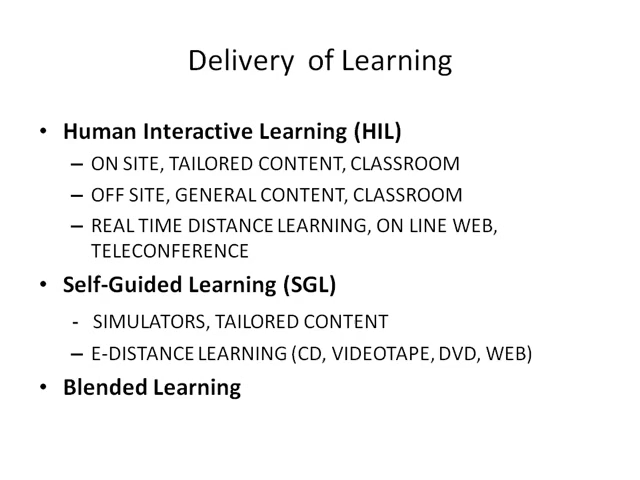 Delivery of Learning
• Human Interactive Learning (HIL)
– ON SITE, TAILORED CONTENT, CLASSROOM
– OFF SITE, GENERAL CONTENT, CLASSROOM
– REAL TIME DISTANCE LEARNING, ON LINE WEB,
TELECONFERENCE
• Self-Guided Learning (SGL)
- SIMULATORS, TAILORED CONTENT
– E-DISTANCE LEARNING (CD, VIDEOTAPE, DVD, WEB)
• Blended Learning